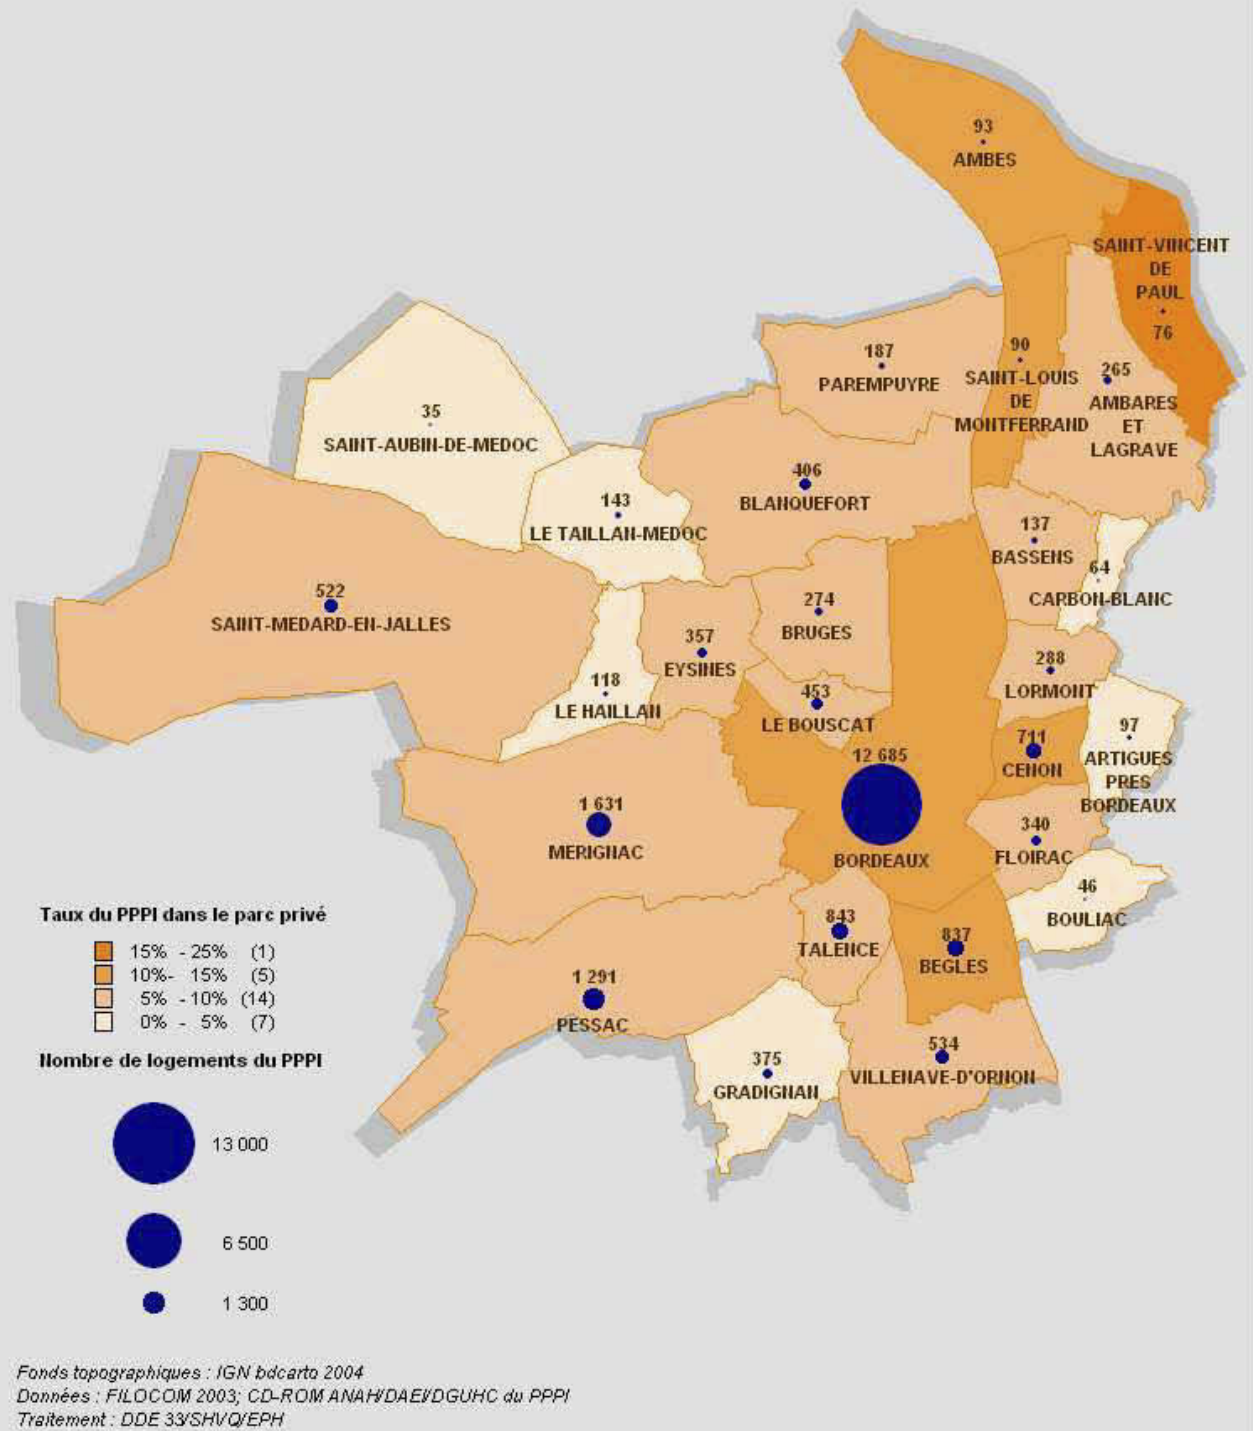 93
AMBES
SAINT-VINCENT
DE
PAUL
76
187
PAREMPUYRE
90
SAINT-LOUIS
DE
MONTFERRAND
265
AMBARES
ET
LAGRAVE
35
SAINT-AUBIN-DE-MEDOC
406
BLANQUEFORT
143
LE TAILLAN-MEDOC
137
BASSENS
64
CARBON-BLANC
522
SAINT-MEDARD-EN-JALLES
274
BRUGES
357
EYSINES
288
LORMONT
118
LE HAILLAN
453
LE BOUSCAT
711
CENON
97
ARTIGUES
PRES
BORDEAUX
12 685
BORDEAUX
1 631
MERIGNAC
340
FLOIRAC
46
BOULIAC
843
TALENCE
837
BEGLES
1 291
PESSAC
375
GRADIGNAN
534
VILLENAVE-D'ORNON
Taux du PPPI dans le parc privé
15% - 25% (1)
10%- 15% (5)
5% - 10% (14)
0% - 5% (7)
Nombre de logements du PPPI
13 000
6 500
1 300
Fonds topographiques : IGN bdcarto 2004
Données : FILOCOM 2003; CD-ROM ANAH/DAEI/DGUHC du PPPI
Traitement : DDE 33/SHVQ/EPH